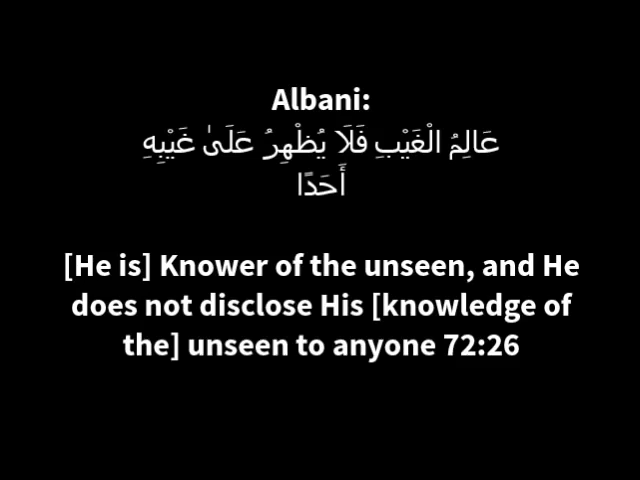 Albani:
عَالِمُ الْغَيْبِ فَلَا يُظْهِرُ عَلَىٰ غَيْبِهِ
أَحَدًا
[He is] Knower of the unseen, and He
does not disclose His [knowledge of
the] unseen to anyone 72:26